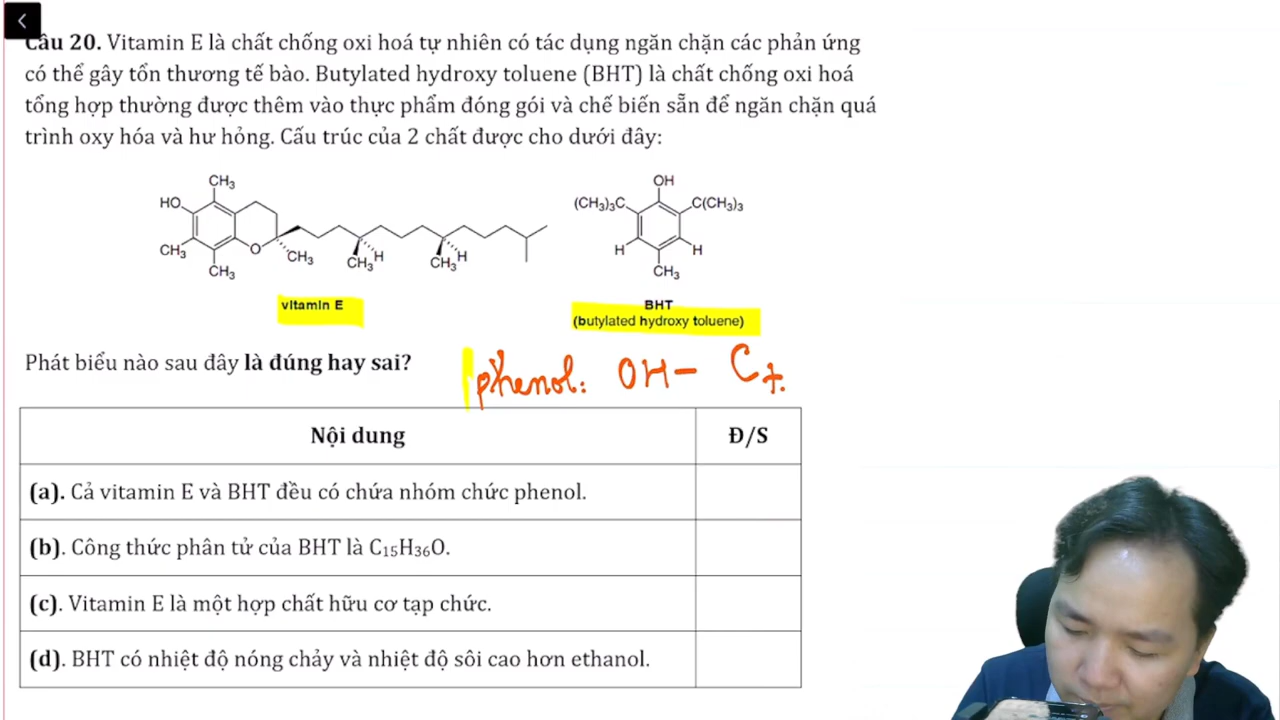 Câu 20. Vitamin E là chất chống oxi hoá tự nhiên có tác dụng ngăn chặn các phản ứng
có thể gây tổn thương tế bào. Butylated hydroxy toluene (BHT) là chất chống oxi hoá
tổng hợp thường được thêm vào thực phẩm đóng gói và chế biến sẵn để ngăn chặn quá
trình oxy hóa và hư hỏng. Cấu trúc của 2 chất được cho dưới đây:
CH3
HO
CH3
CH3
O
CH3
CH3
H
CH3
H
OH
(CH3)3C
C(CH3)3
H
H
CH3
vitamin E
BHT
(butylated hydroxy toluene)
Phát biểu nào sau đây là đúng hay sai?
phenol: OH– C+.
Nội dung Đ/S
(a). Cả vitamin E và BHT đều có chứa nhóm chức phenol.
(b). Công thức phân tử của BHT là C15H36O.
(c). Vitamin E là một hợp chất hữu cơ tạp chức.
(d). BHT có nhiệt độ nóng chảy và nhiệt độ sôi cao hơn ethanol.